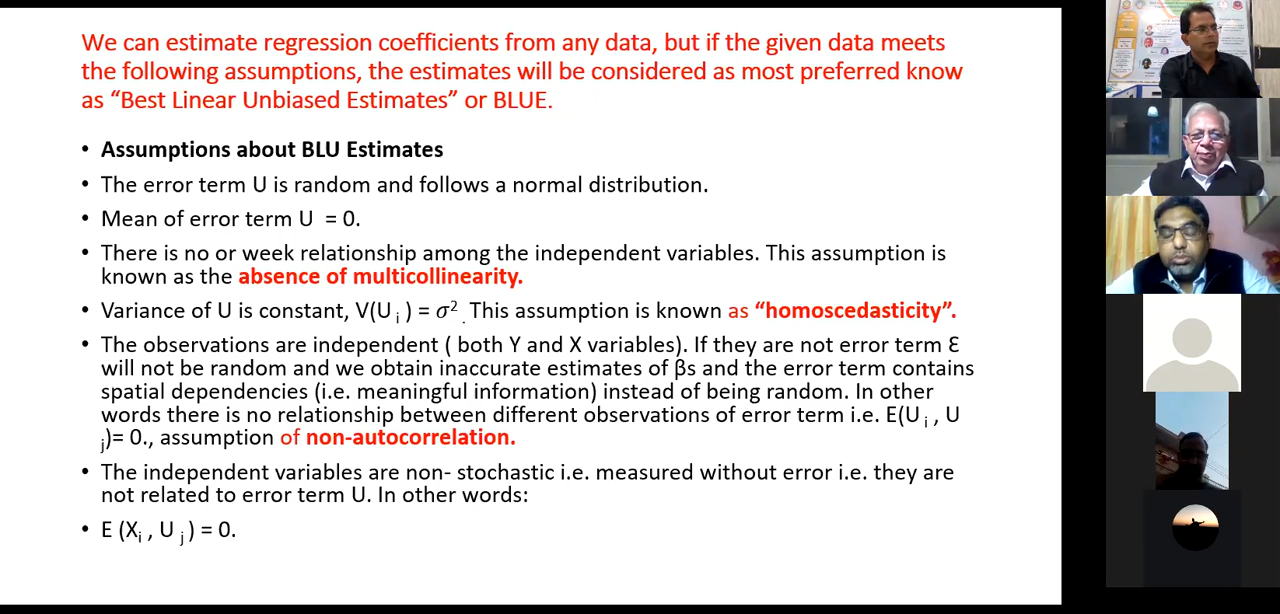 We can estimate regression coefficients from any data, but if the given data meets
the following assumptions, the estimates will be considered as most preferred know
as “Best Linear Unbiased Estimates” or BLUE.
• Assumptions about BLU Estimates
• The error term U is random and follows a normal distribution.
• Mean of error term U = 0.
• There is no or week relationship among the independent variables. This assumption is
known as the absence of multicollinearity.
• Variance of U is constant, V(U i ) = σ² . This assumption is known as “homoscedasticity”.
• The observations are independent ( both Y and X variables). If they are not error term Ɛ
will not be random and we obtain inaccurate estimates of βs and the error term contains
spatial dependencies (i.e. meaningful information) instead of being random. In other
words there is no relationship between different observations of error term i.e. E(U i , U
j)= 0., assumption of non-autocorrelation.
• The independent variables are non- stochastic i.e. measured without error i.e. they are
not related to error term U. In other words:
• E (Xi , U j ) = 0.